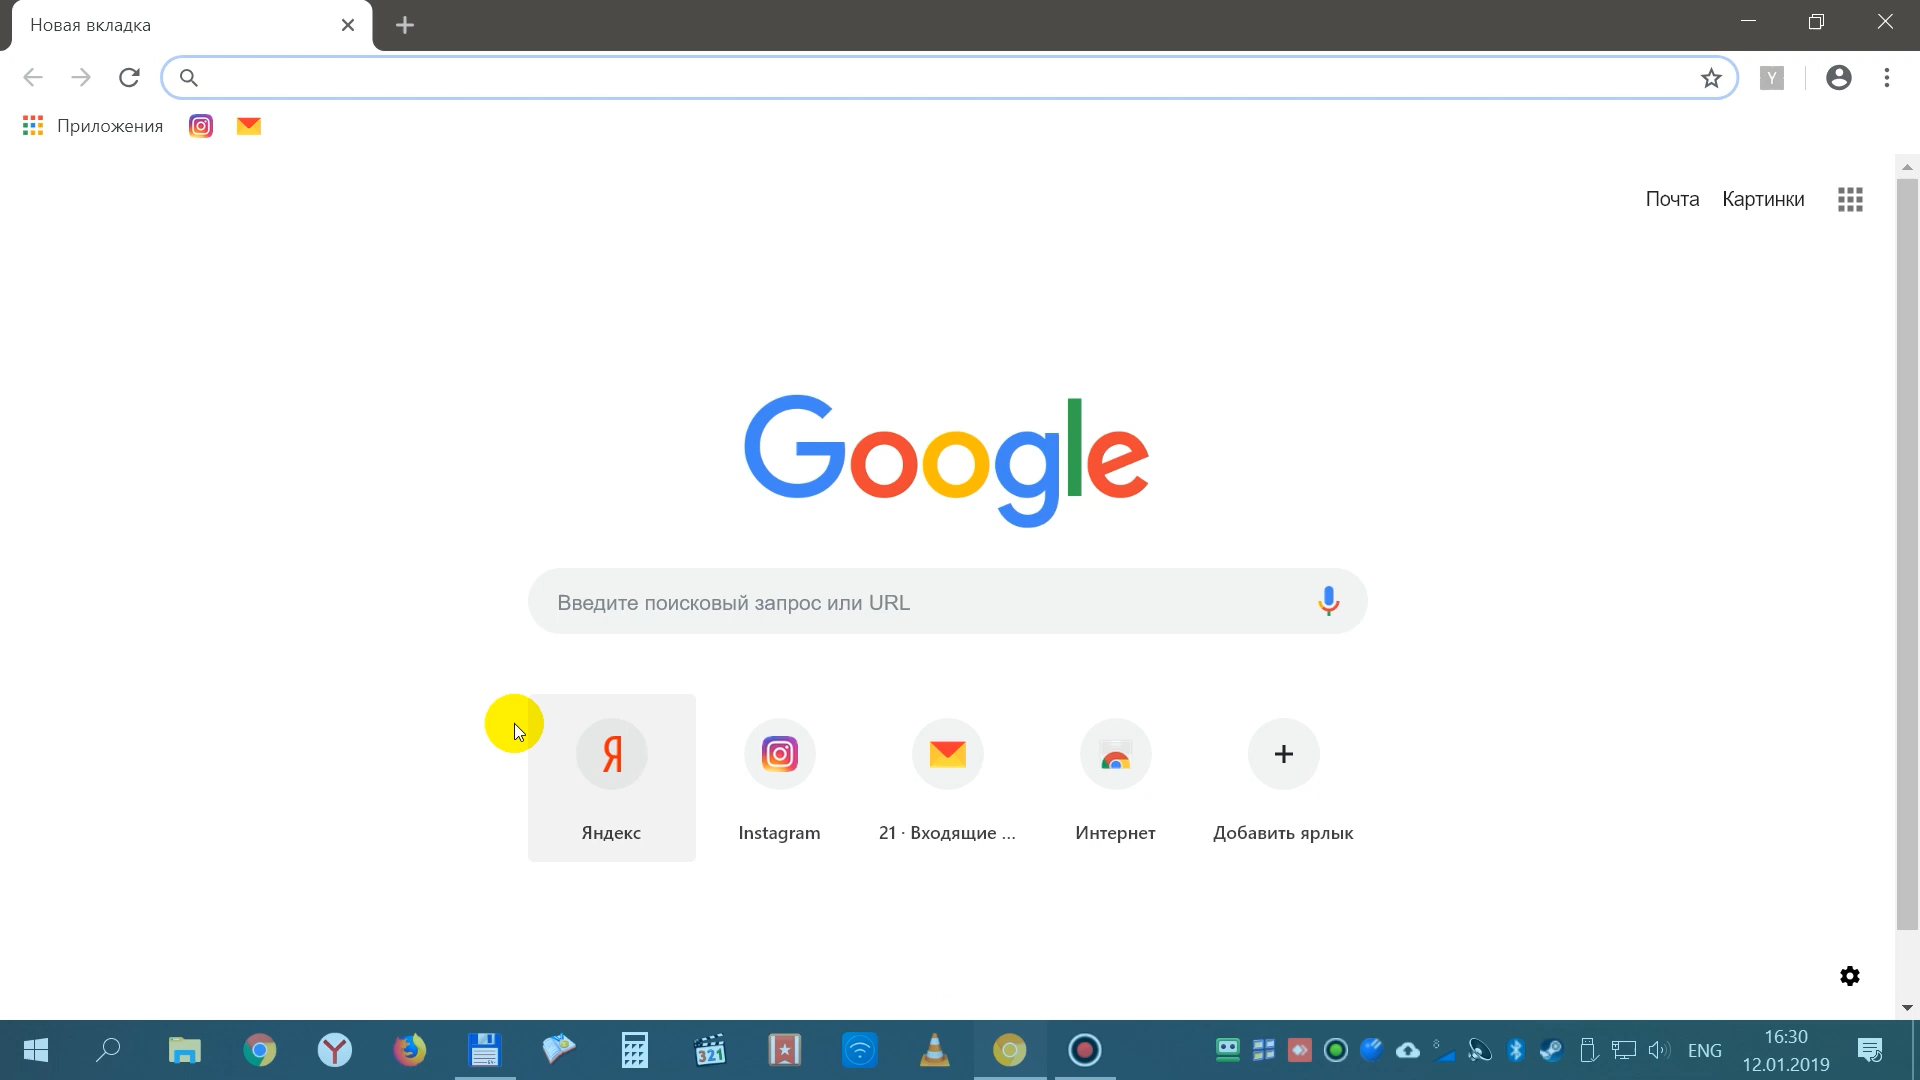 Новая вкладка
Y
Приложения
Почта Картинки
Google
Введите поисковый запрос или URL
Я
Яндекс
Instagram
21 · Входящие ...
Интернет
Добавить ярлык
321
ENG
16:30
12.01.2019